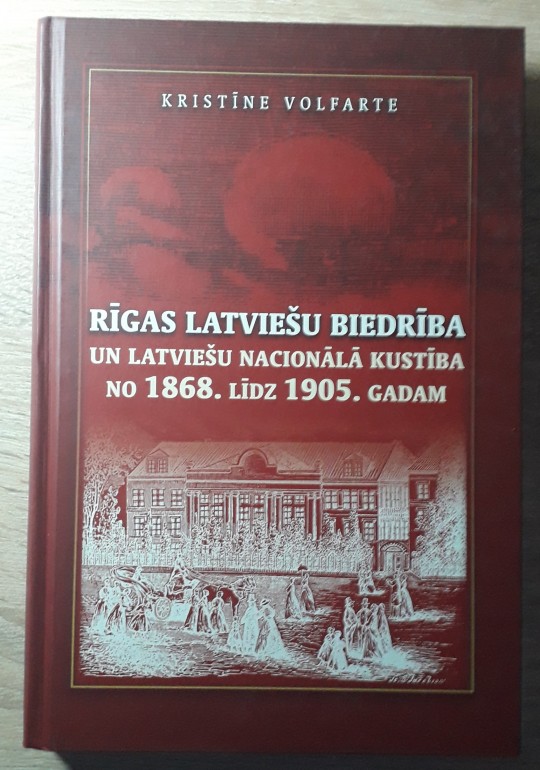 KRISTĪNE VOLFARTE
RĪGAS LATVIEŠU BIEDRĪBA
UN LATVIEŠU NACIONĀLĀ KUSTĪBA
NO 1868. LĪDZ 1905. GADAM